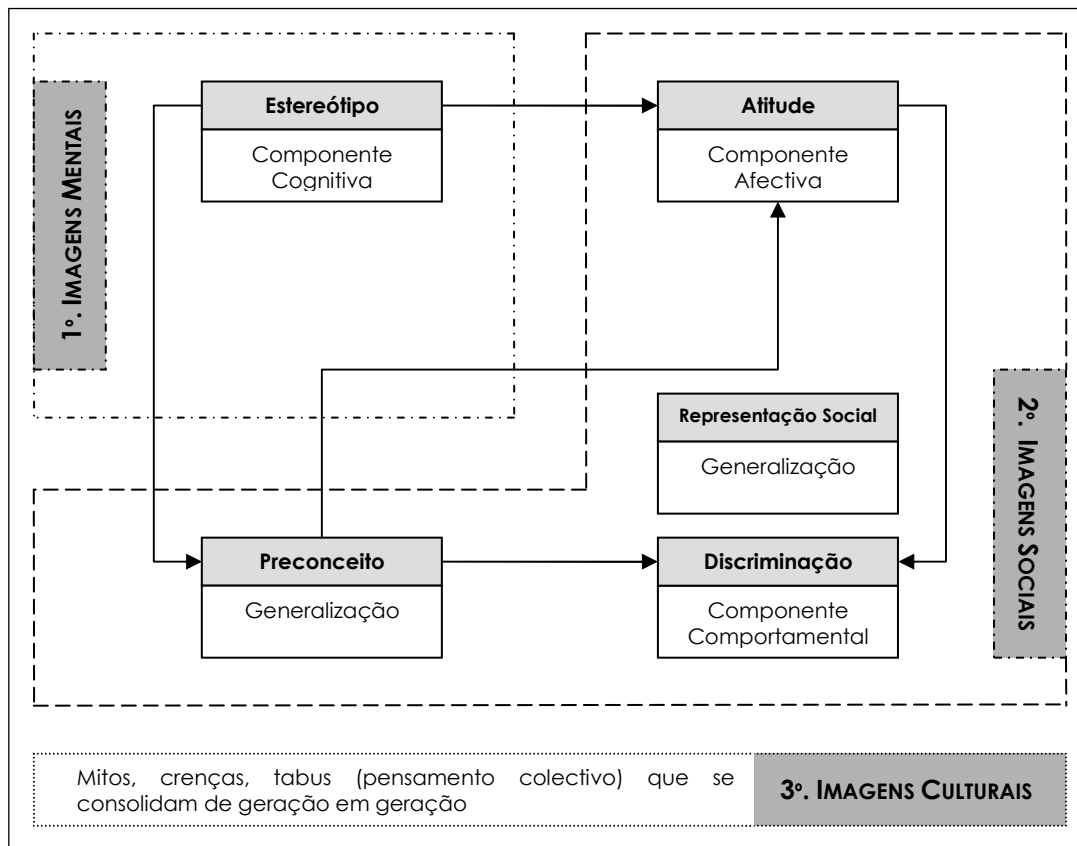 1º. IMAGENS MENTAIS
Estereótipo
Componente
Cognitiva
Atitude
Componente
Afectiva
Representação Social
Generalização
2º. IMAGENS SOCIAIS
Preconceito
Generalização
Discriminação
Componente
Comportamental
Mitos, crenças, tabus (pensamento colectivo) que se
consolidam de geração em geração
3º. IMAGENS CULTURAIS